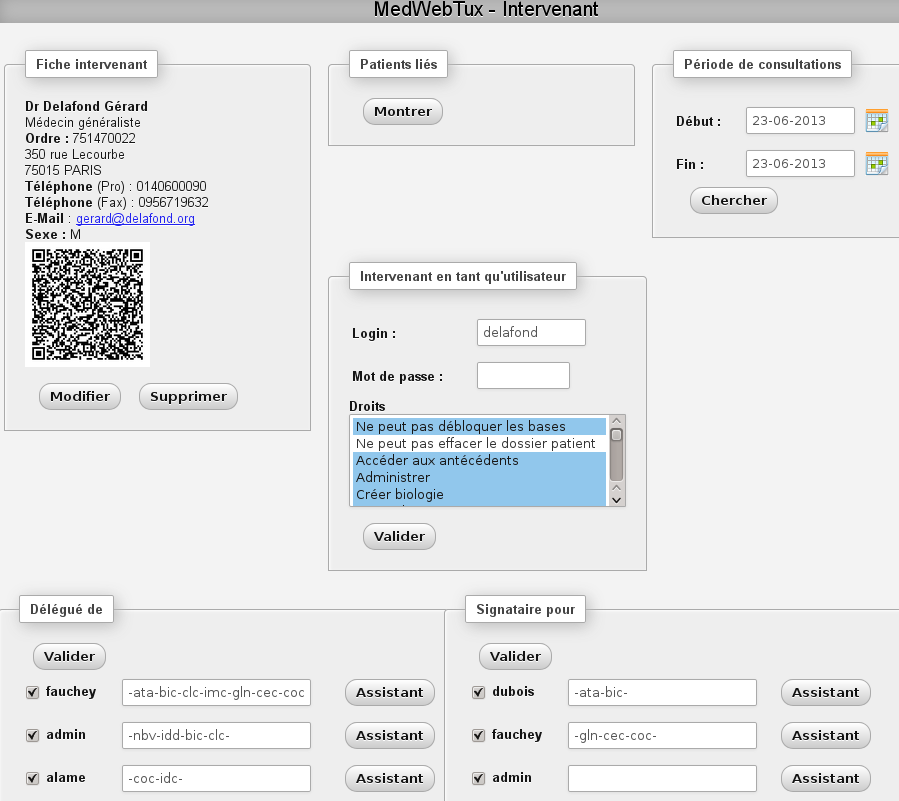 MedWebTux - Intervenant
Fiche intervenant
Dr Delafond Gérard
Médecin généraliste
Ordre : 751470022
350 rue Lecourbe
75015 PARIS
Téléphone (Pro) : 0140600090
Téléphone (Fax) : 0956719632
E-Mail : gerard@delafond.org
Sexe : M
Modifier Supprimer
Patients liés
Montrer
Période de consultations
Début : 23-06-2013
Fin : 23-06-2013
Chercher
Intervenant en tant qu'utilisateur
Login : delafond
Mot de passe :
Droits
Ne peut pas débloquer les bases
Ne peut pas effacer le dossier patient
Accéder aux antécédents
Administrer
Créer biologie
Valider
Délégué de
Valider
fauchey -ata-bic-clc-imc-gln-cec-coc Assistant
admin -nbv-idd-bic-clc- Assistant
alame -coc-idc- Assistant
Signataire pour
Valider
dubois -ata-bic- Assistant
fauchey -gln-cec-coc- Assistant
admin Assistant